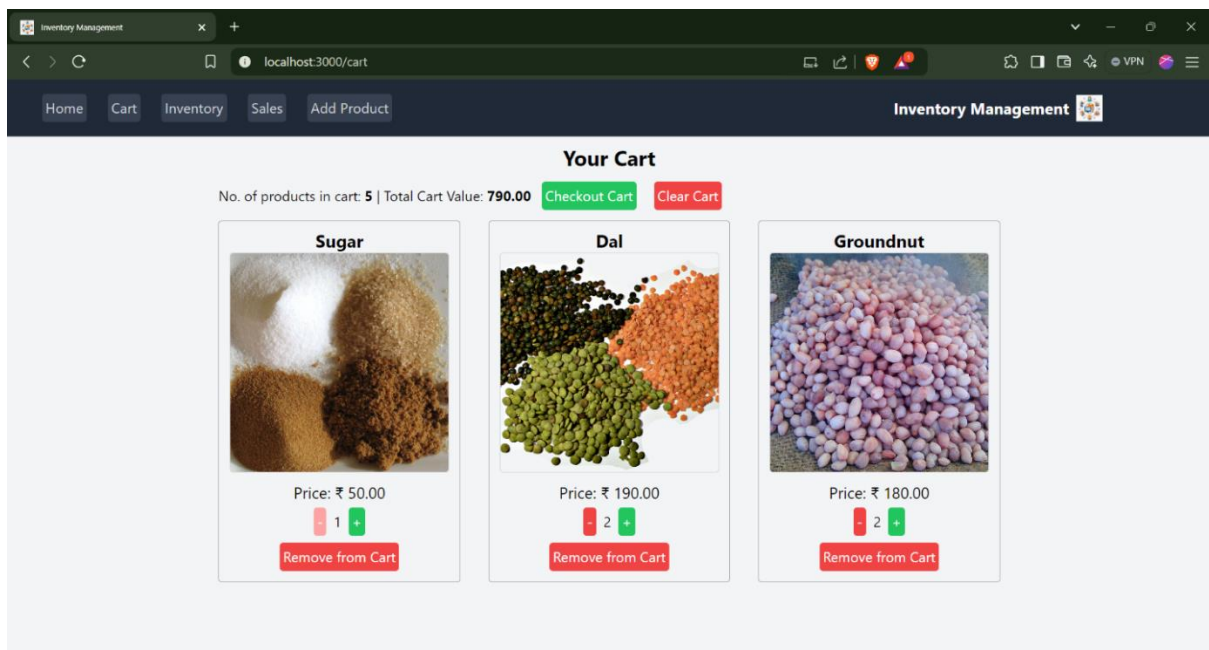 Inventory Management
localhost:3000/cart
VPN
Home Cart Inventory Sales Add Product Inventory Management
Your Cart
No. of products in cart: 5 | Total Cart Value: 790.00 Checkout Cart Clear Cart
Sugar Dal Groundnut
Price: ₹ 50.00 Price: ₹ 190.00 Price: ₹ 180.00
- 1 + - 2 + - 2 +
Remove from Cart Remove from Cart Remove from Cart